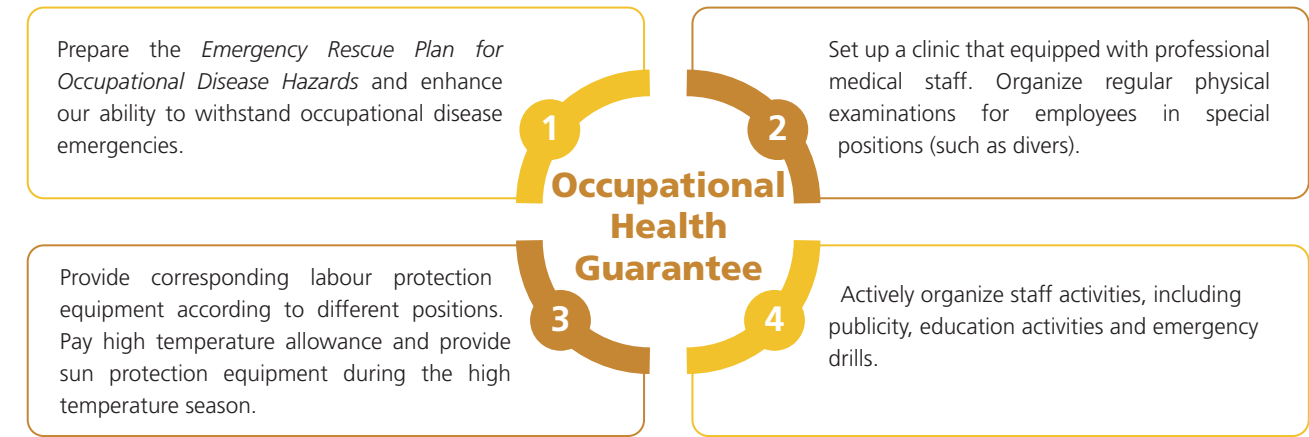 Prepare the Emergency Rescue Plan for
Occupational Disease Hazards and enhance
our ability to withstand occupational disease
emergencies.
1
Set up a clinic that equipped with professional
medical staff. Organize regular physical
examinations for employees in special
positions (such as divers).
2
Occupational
Health
Guarantee
Provide corresponding labour protection
equipment according to different positions.
Pay high temperature allowance and provide
sun protection equipment during the high
temperature season.
3
Actively organize staff activities, including
publicity, education activities and emergency
drills.
4